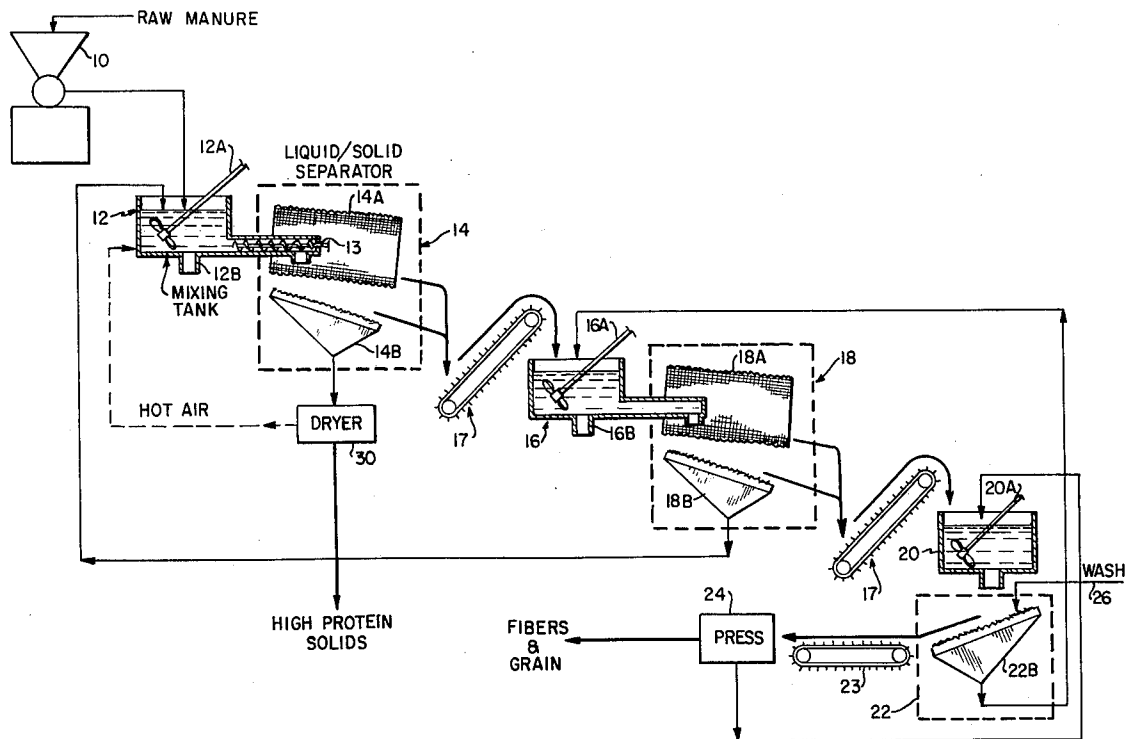 RAW MANURE
10
12A
LIQUID/SOLID
SEPARATOR
14A
12
13
14
12B
MIXING
TANK
14B
16A
18A
18
HOT AIR
DRYER
30
17
16
16B
18B
20A
20
17
WASH
26
24
HIGH PROTEIN
SOLIDS
FIBERS
&
GRAIN
PRESS
23
22B
22